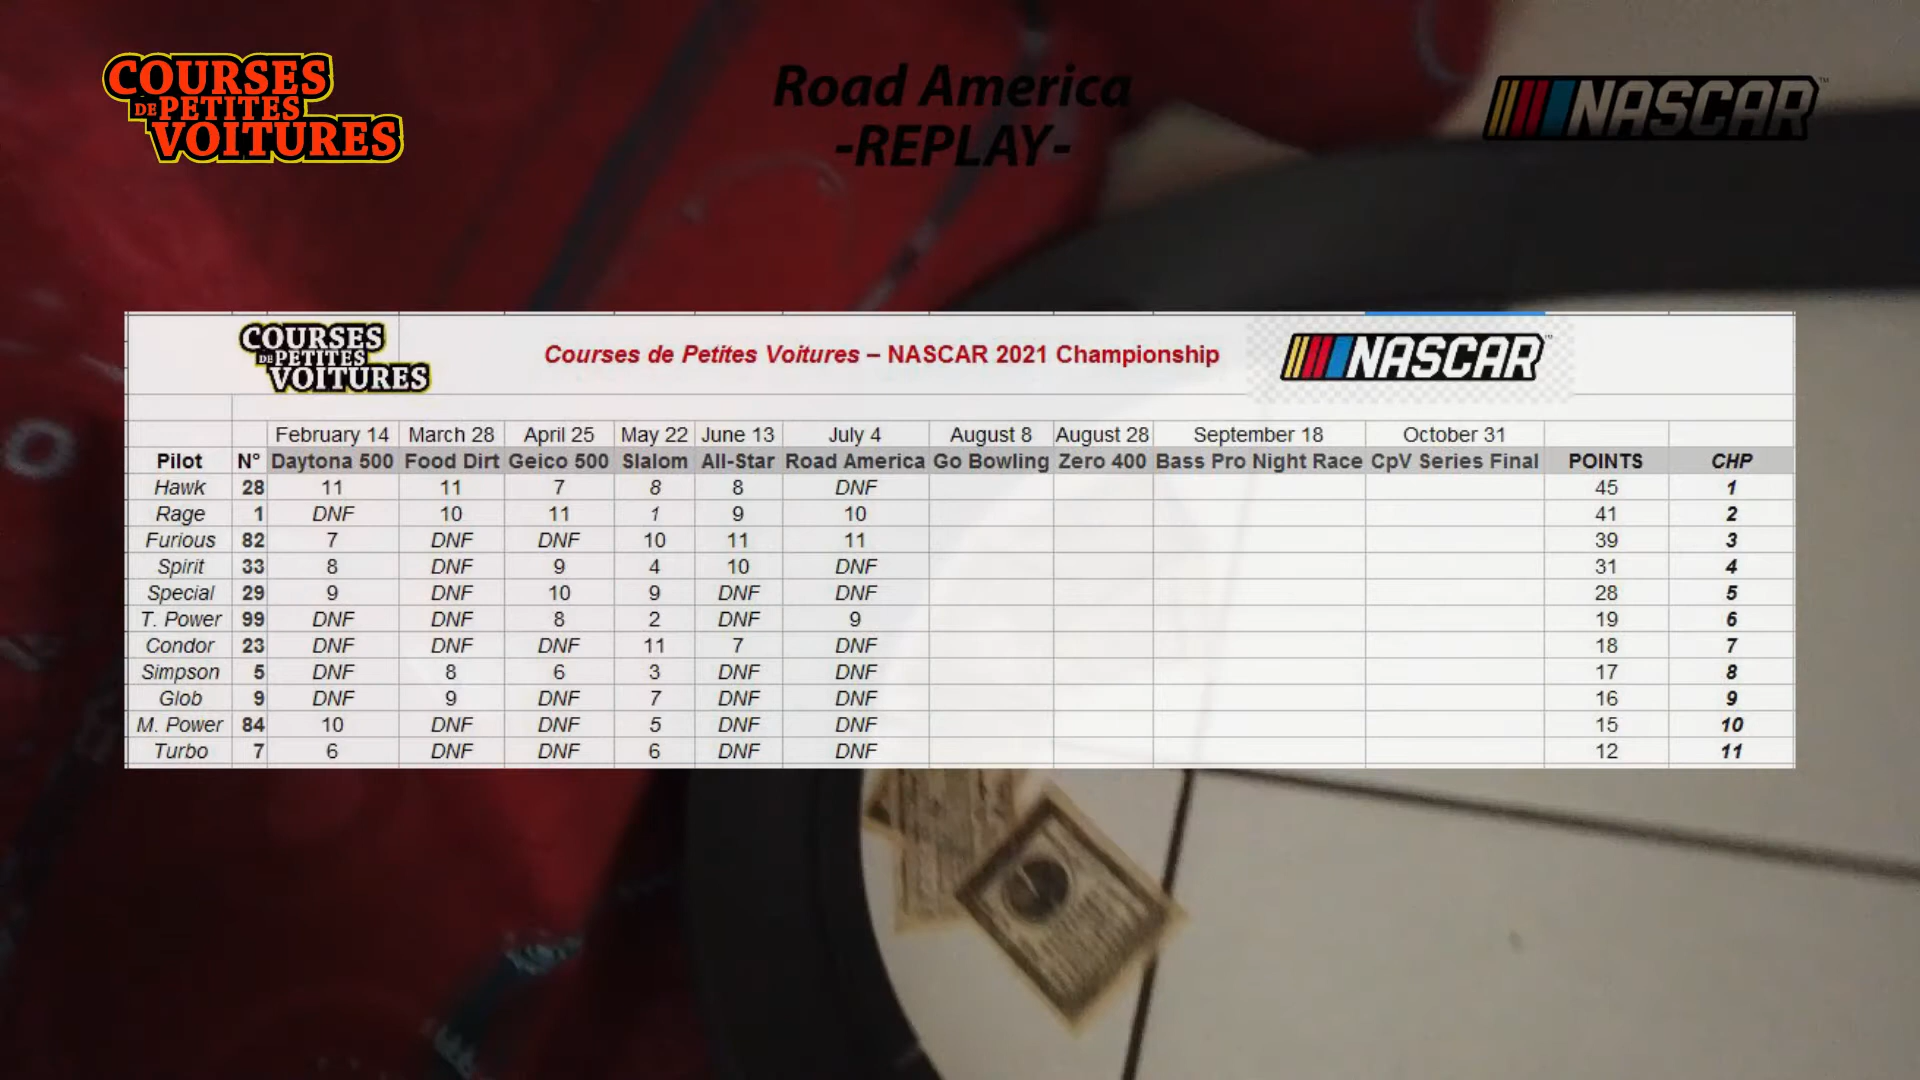 COURSES
DE PETITES
VOITURES
Road America
-REPLAY-
NASCAR™
COURSES
DE PETITES
VOITURES
Courses de Petites Voitures – NASCAR 2021 Championship
NASCAR™
February 14 March 28 April 25 May 22 June 13 July 4 August 8 August 28 September 18 October 31
Pilot N° Daytona 500 Food Dirt Geico 500 Slalom All-Star Road America Go Bowling Zero 400 Bass Pro Night Race CpV Series Final POINTS CHP
Hawk 28 11 11 7 8 8 DNF 45 1
Rage 1 DNF 10 11 1 9 10 41 2
Furious 82 7 DNF DNF 10 11 11 39 3
Spirit 33 8 DNF 9 4 10 DNF 31 4
Special 29 9 DNF 10 9 DNF DNF 28 5
T. Power 99 DNF DNF 8 2 DNF 9 19 6
Condor 23 DNF DNF DNF 11 7 DNF 18 7
Simpson 5 DNF 8 6 3 DNF DNF 17 8
Glob 9 DNF 9 DNF 7 DNF DNF 16 9
M. Power 84 10 DNF DNF 5 DNF DNF 15 10
Turbo 7 6 DNF DNF 6 DNF DNF 12 11